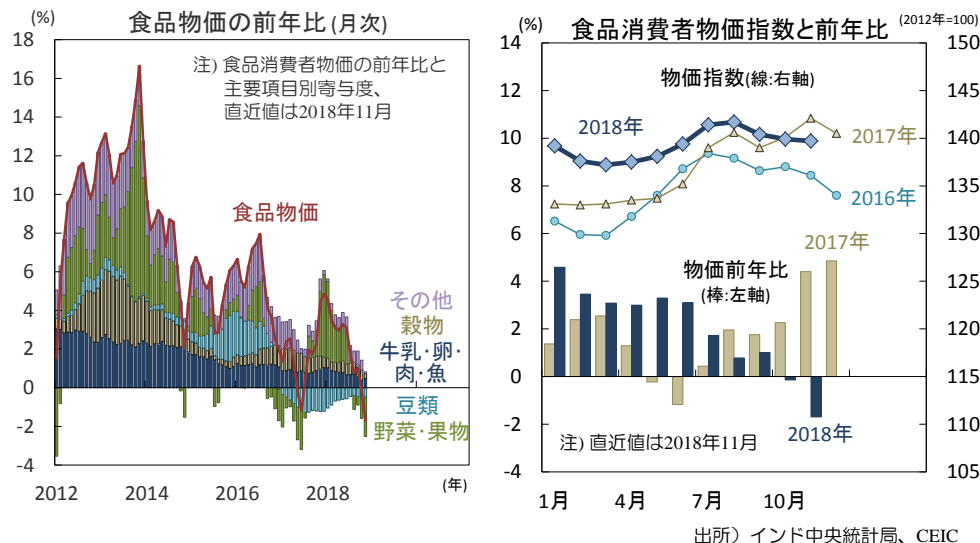 食品物価の前年比(月次)
(%)
18
16
14
12
10
8
6
4
2
0
-2
-4
注) 食品消費者物価の前年比と
主要項目別寄与度、
直近値は2018年11月
食品物価
その他
穀物
牛乳・卵・
肉・魚
豆類
野菜・果物
2012
2014
2016
2018
(年)
食品消費者物価指数と前年比
(%)
(2012年=100)
14
12
10
8
6
4
2
0
-2
-4
150
145
140
135
130
125
120
115
110
105
100
物価指数(線:右軸)
2018年
2017年
2016年
2017年
物価前年比
(棒:左軸)
2018年
注) 直近値は2018年11月
1月
4月
7月
10月
出所）インド中央統計局、CEIC